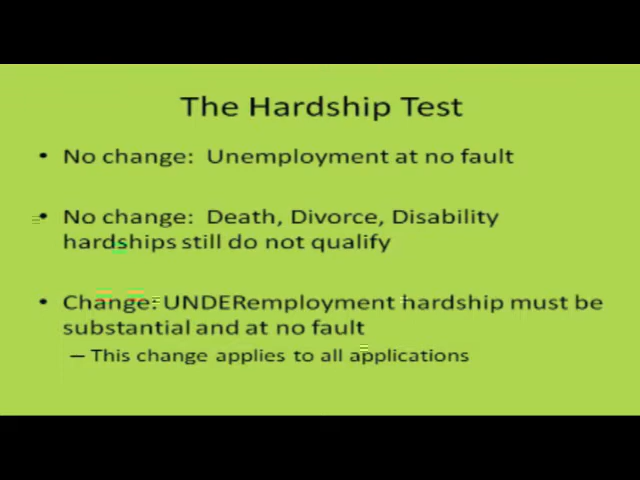 The Hardship Test
• No change: Unemployment at no fault
• No change: Death, Divorce, Disability
hardships still do not qualify
• Change: UNDERemployment hardship must be
substantial and at no fault
– This change applies to all applications